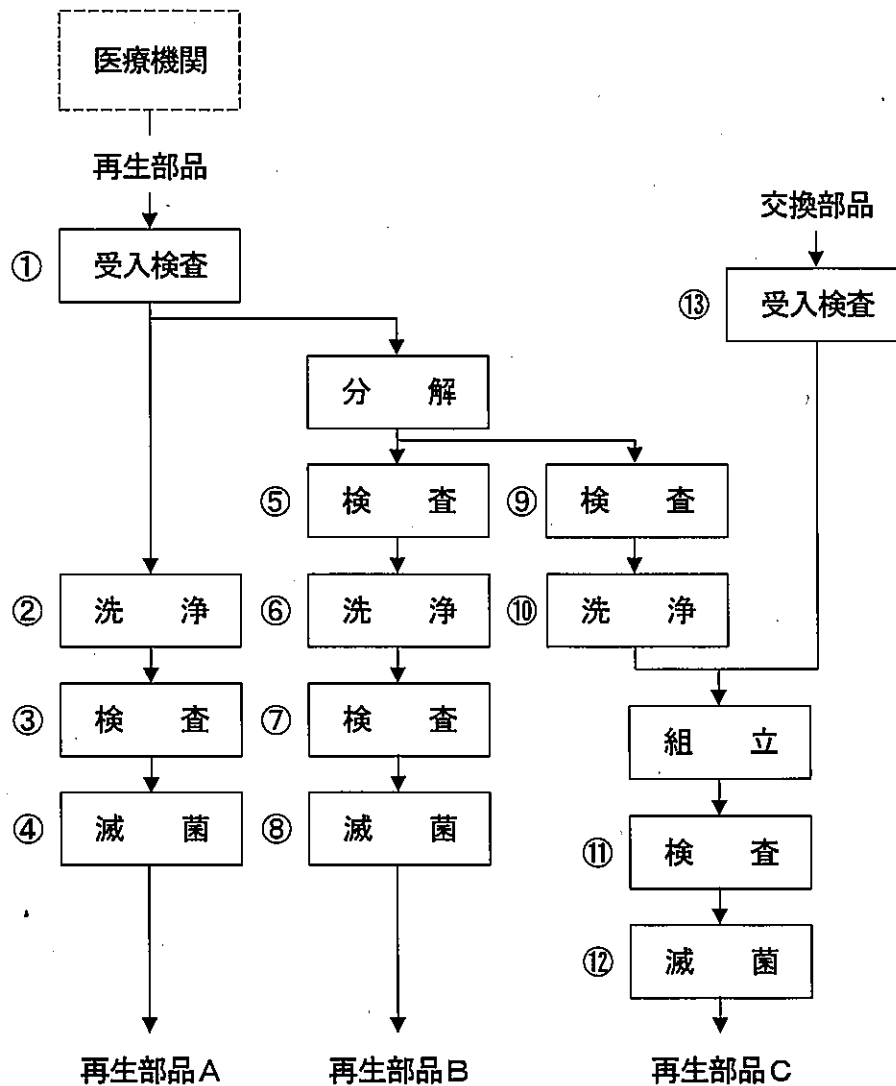 医療機関
再生部品
交換部品
① 受入検査
⑬ 受入検査
分　解
⑤ 検　査
⑨ 検　査
② 洗　浄
⑥ 洗　浄
⑩ 洗　浄
③ 検　査
⑦ 検　査
組　立
④ 滅　菌
⑧ 滅　菌
⑪ 検　査
⑫ 滅　菌
再生部品A
再生部品B
再生部品C